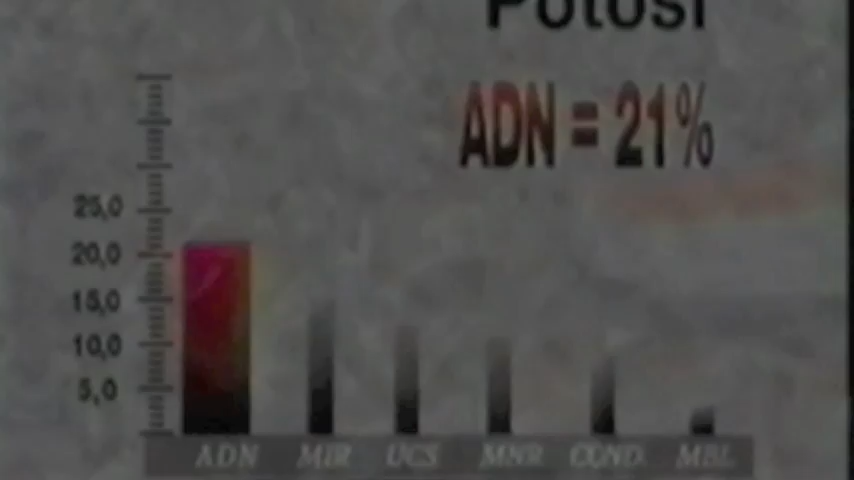 Potosí
ADN = 21%
25,0
20,0
15,0
10,0
5,0
ADN MIR UCS MNR COND. MBL